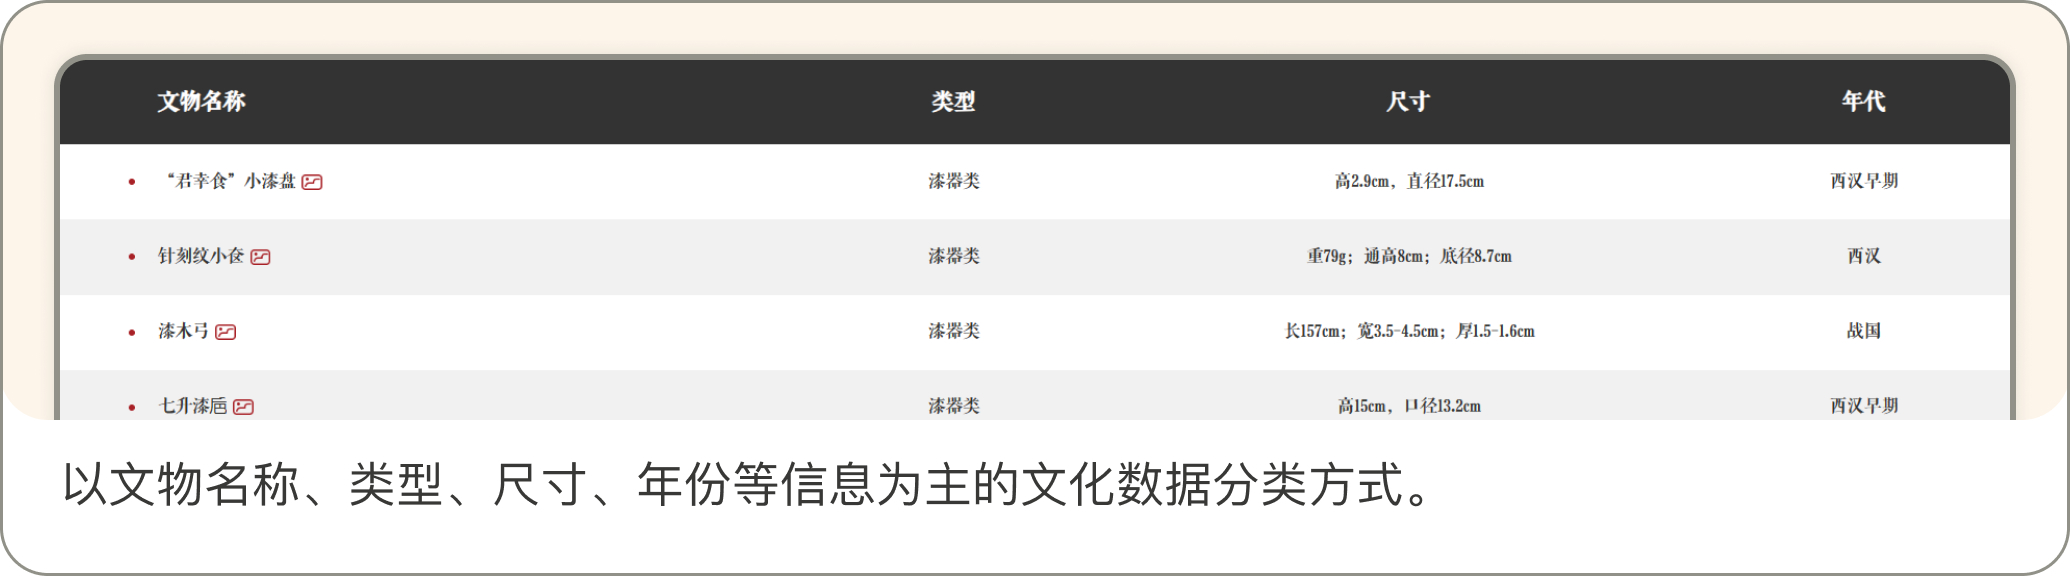 文物名称 类型 尺寸 年代
“君幸食”小漆盘 漆器类 高2.9cm，直径17.5cm 西汉早期
针刻纹小奁 漆器类 重79g；通高8cm；底径8.7cm 西汉
漆木弓 漆器类 长157cm；宽3.5-4.5cm；厚1.5-1.6cm 战国
七升漆卮 漆器类 高15cm，口径13.2cm 西汉早期
以文物名称、类型、尺寸、年份等信息为主的文化数据分类方式。